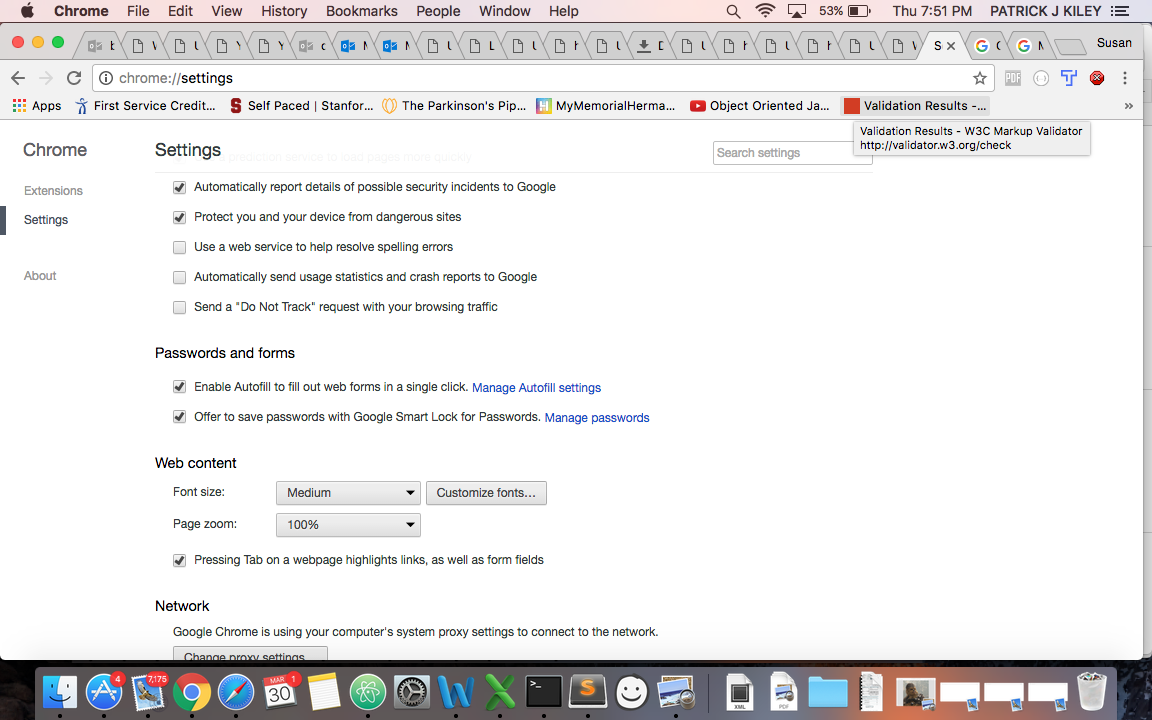 Chrome File Edit View History Bookmarks People Window Help 53% Thu 7:51 PM PATRICK J KILEY
Susan
chrome://settings
PDF
Apps First Service Credit... Self Paced | Stanfor... The Parkinson's Pip... MyMemorialHerma... Object Oriented Ja... Validation Results -... »
Validation Results - W3C Markup Validator
http://validator.w3.org/check
Chrome
Settings
Search settings
Extensions
Settings
About
prediction service to load pages more quickly
Automatically report details of possible security incidents to Google
Protect you and your device from dangerous sites
Use a web service to help resolve spelling errors
Automatically send usage statistics and crash reports to Google
Send a "Do Not Track" request with your browsing traffic
Passwords and forms
Enable Autofill to fill out web forms in a single click. Manage Autofill settings
Offer to save passwords with Google Smart Lock for Passwords. Manage passwords
Web content
Font size: Medium Customize fonts...
Page zoom: 100%
Pressing Tab on a webpage highlights links, as well as form fields
Network
Google Chrome is using your computer's system proxy settings to connect to the network.
Change proxy settings...
4 7,175 MAR 30 1
XML PDF